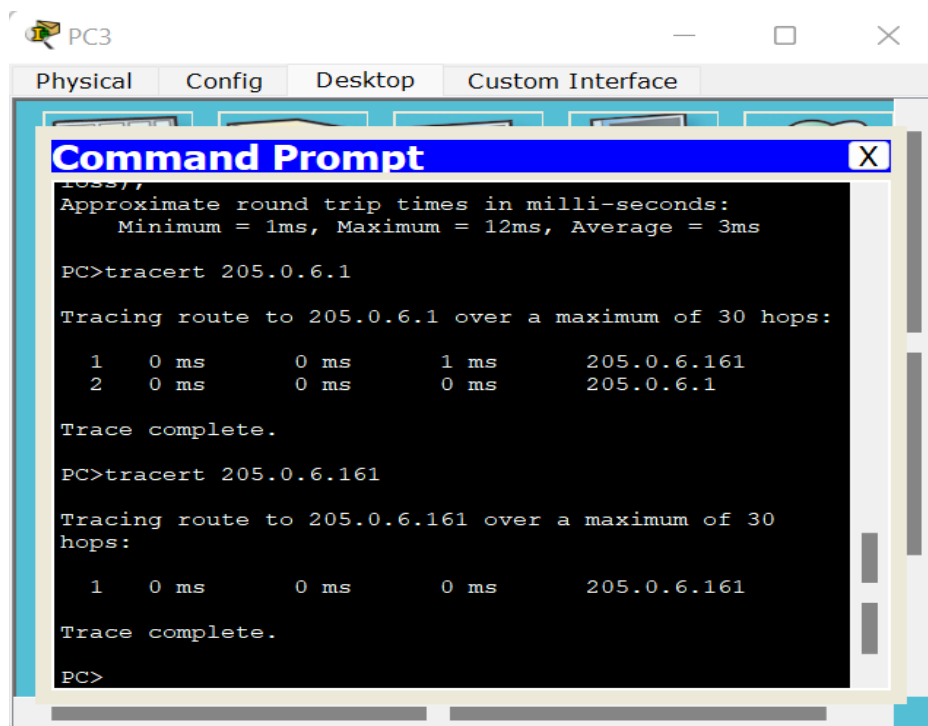 PC3
Physical Config Desktop Custom Interface
Command Prompt X
loss),
Approximate round trip times in milli-seconds:
Minimum = 1ms, Maximum = 12ms, Average = 3ms
PC>tracert 205.0.6.1
Tracing route to 205.0.6.1 over a maximum of 30 hops:
1 0 ms 0 ms 1 ms 205.0.6.161
2 0 ms 0 ms 0 ms 205.0.6.1
Trace complete.
PC>tracert 205.0.6.161
Tracing route to 205.0.6.161 over a maximum of 30
hops:
1 0 ms 0 ms 0 ms 205.0.6.161
Trace complete.
PC>